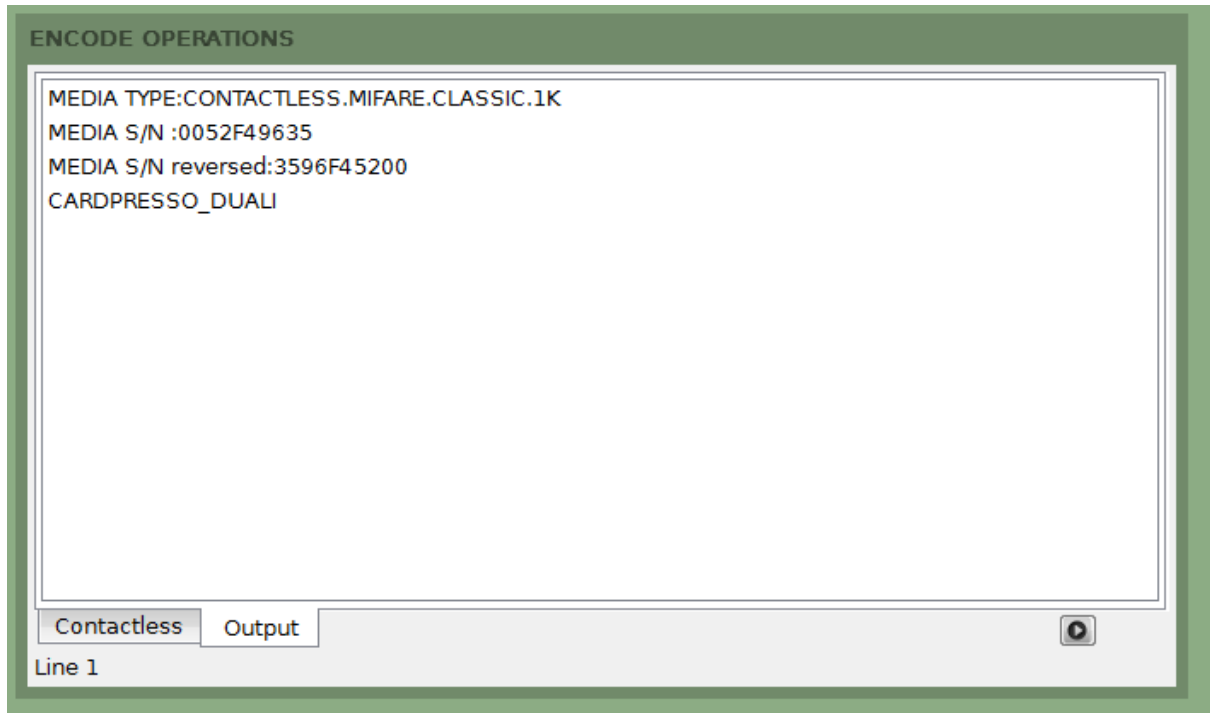 ENCODE OPERATIONS
MEDIA TYPE:CONTACTLESS.MIFARE.CLASSIC.1K
MEDIA S/N :0052F49635
MEDIA S/N reversed:3596F45200
CARDPRESSO_DUALI
Contactless Output
Line 1